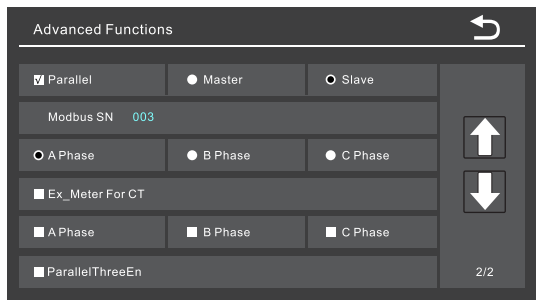 Advanced Functions
Parallel Master Slave
Modbus SN 003
A Phase B Phase C Phase
Ex_Meter For CT
A Phase B Phase C Phase
ParallelThreeEn 2/2